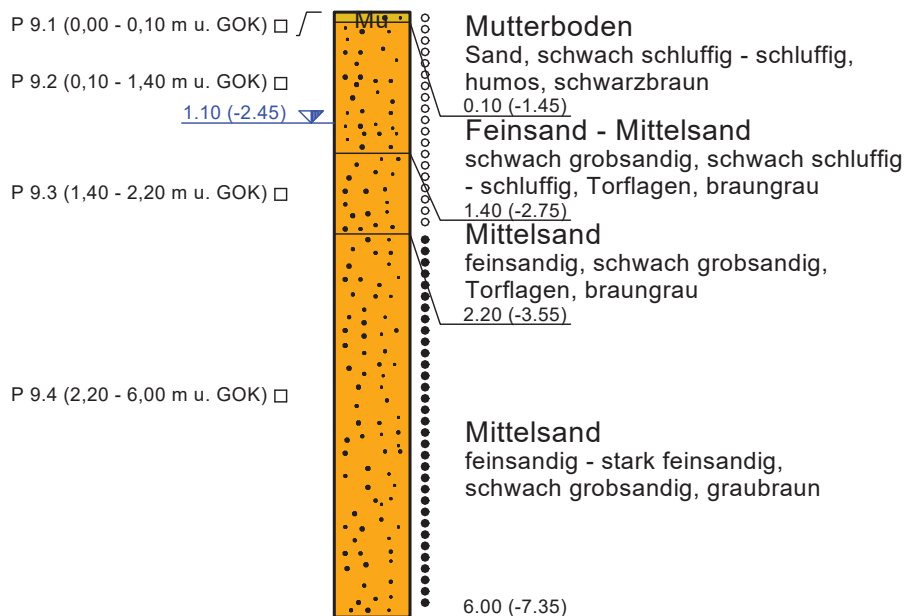 P 9.1 (0,00 - 0,10 m u. GOK)
Mu
Mutterboden
Sand, schwach schluffig - schluffig,
humos, schwarzbraun
P 9.2 (0,10 - 1,40 m u. GOK)
1.10 (-2.45)
0.10 (-1.45)
Feinsand - Mittelsand
schwach grobsandig, schwach schluffig
- schluffig, Torflagen, braungrau
P 9.3 (1,40 - 2,20 m u. GOK)
1.40 (-2.75)
Mittelsand
feinsandig, schwach grobsandig,
Torflagen, braungrau
2.20 (-3.55)
P 9.4 (2,20 - 6,00 m u. GOK)
Mittelsand
feinsandig - stark feinsandig,
schwach grobsandig, graubraun
6.00 (-7.35)